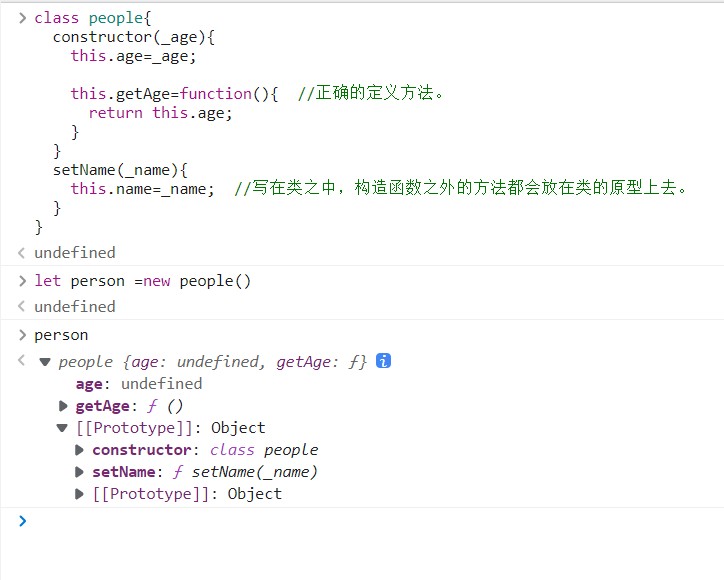 class people{
constructor(_age){
this.age=_age;
this.getAge=function(){  //正确的定义方法。
return this.age;
}
}
setName(_name){
this.name=_name;  //写在类之中，构造函数之外的方法都会放在类的原型上去。
}
}
undefined
let person =new people()
undefined
person
people {age: undefined, getAge: ƒ} i
age: undefined
getAge: ƒ ()
[[Prototype]]: Object
constructor: class people
setName: ƒ setName(_name)
[[Prototype]]: Object